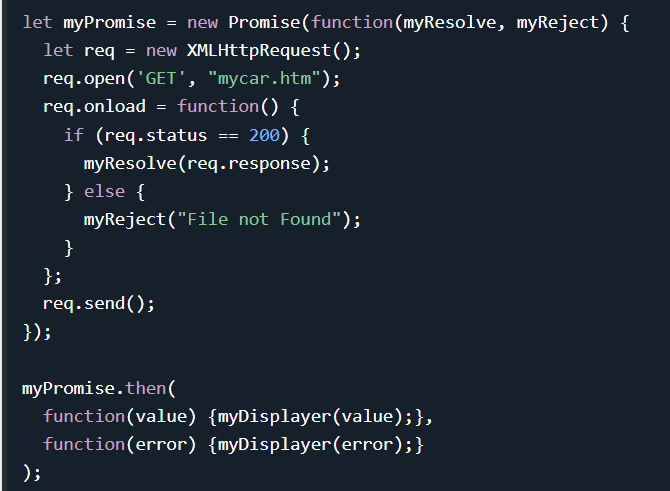 let myPromise = new Promise(function(myResolve, myReject) {
  let req = new XMLHttpRequest();
  req.open('GET', "mycar.htm");
  req.onload = function() {
    if (req.status == 200) {
      myResolve(req.response);
    } else {
      myReject("File not Found");
    }
  };
  req.send();
});

myPromise.then(
  function(value) {myDisplayer(value);},
  function(error) {myDisplayer(error);}
);